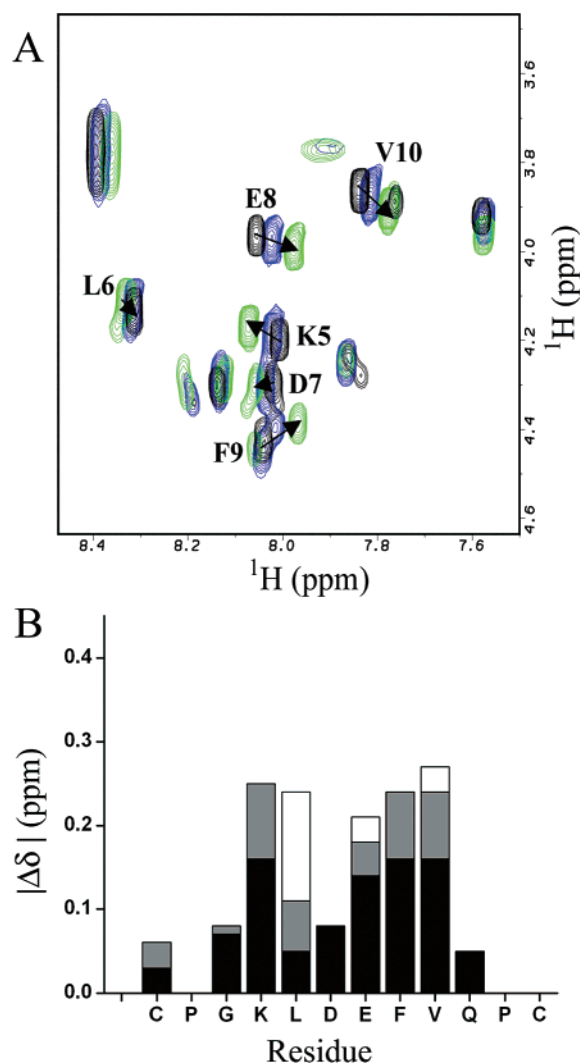 A
3.6
3.8
4.0
4.2
4.4
4.6
¹H (ppm)
V10
E8
L6
K5
D7
F9
8.4 8.2 8.0 7.8 7.6
¹H (ppm)
B
0.4
0.3
0.2
0.1
0.0
|Δδ| (ppm)
C P G K L D E F V Q P C
Residue